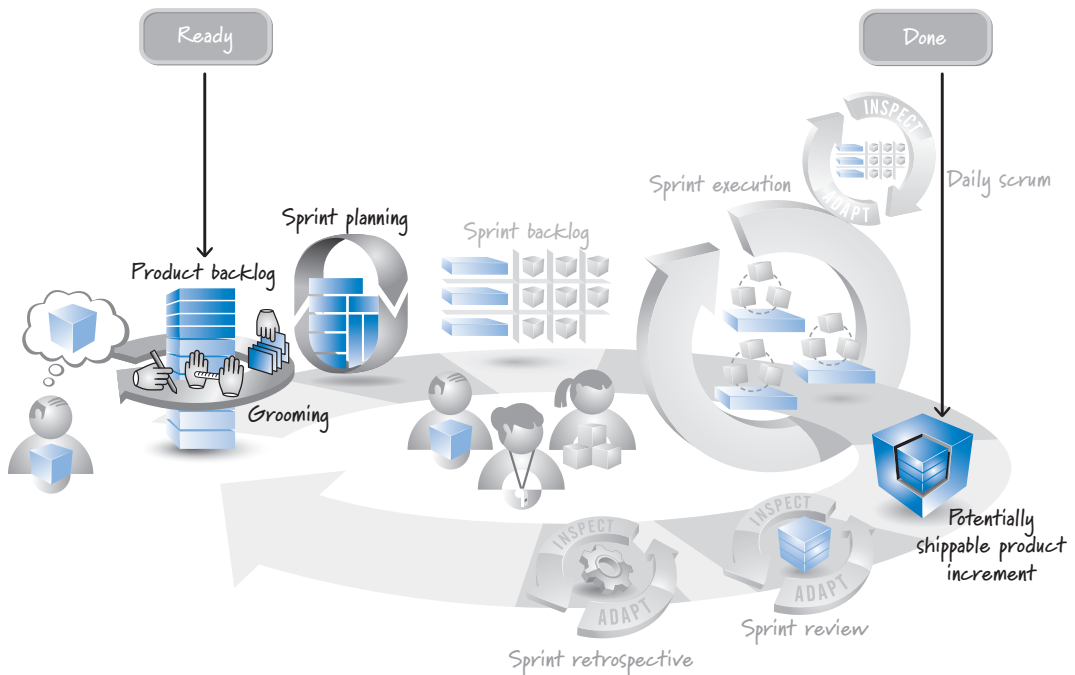 Ready
Done
INSPECT
ADAPT
Daily scrum
Sprint execution
Sprint planning
Sprint backlog
Product backlog
Grooming
Potentially
shippable product
increment
INSPECT
ADAPT
Sprint review
INSPECT
ADAPT
Sprint retrospective